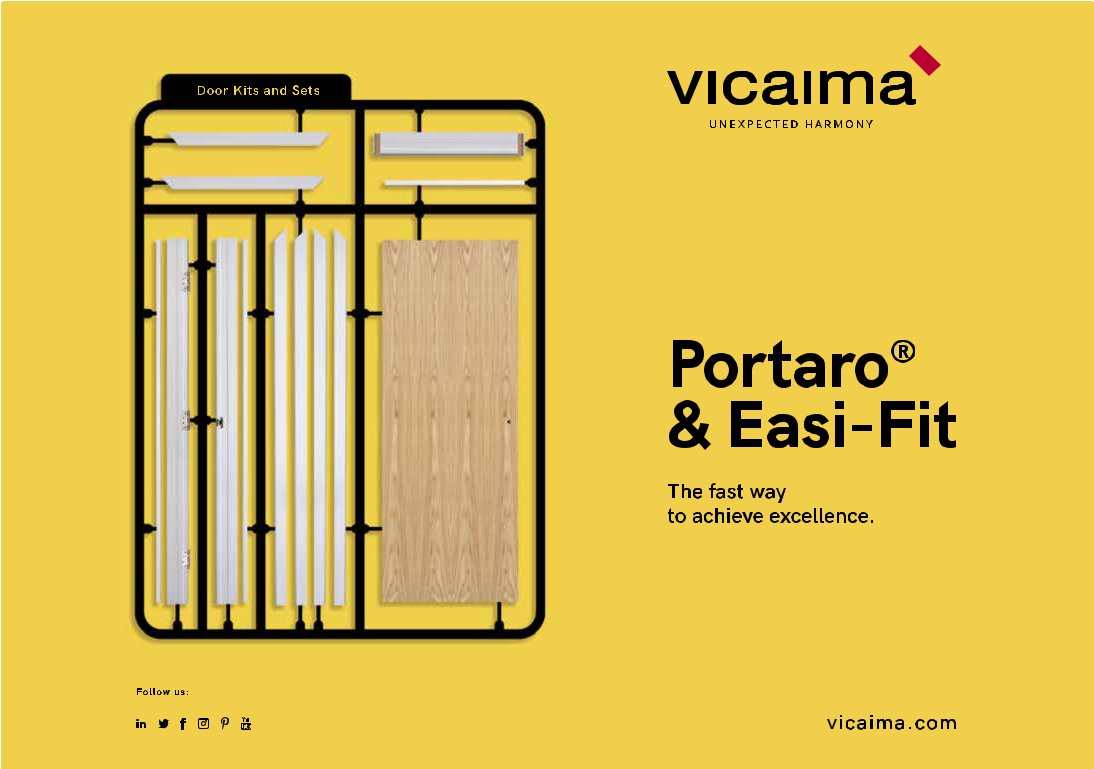 Door Kits and Sets
vicaima
UNEXPECTED HARMONY
Portaro®
& Easi-Fit
The fast way
to achieve excellence.
Follow us:
vicaima.com